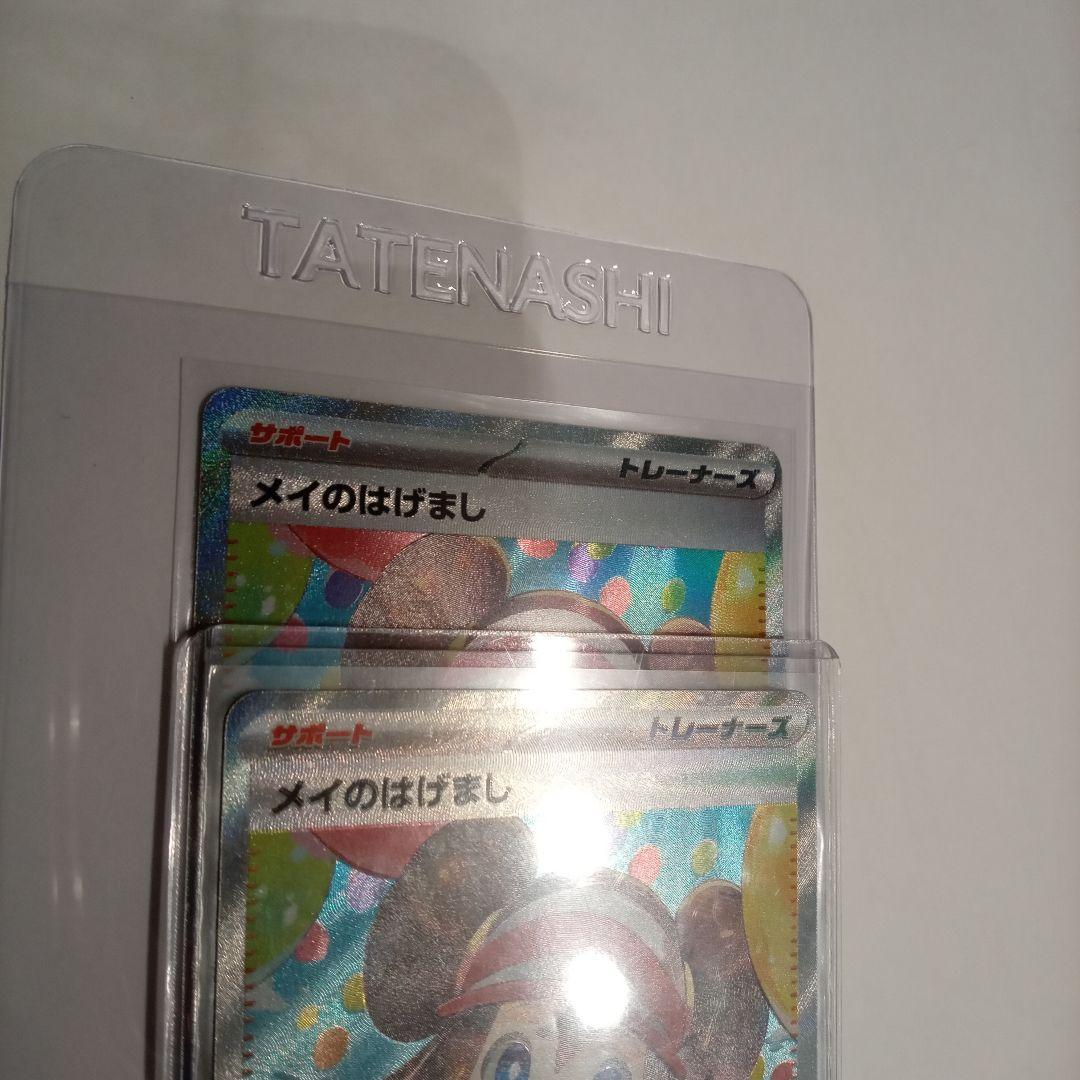 TATENASHI
サポート
トレーナーズ
メイのはげまし
サポート
トレーナーズ
メイのはげまし